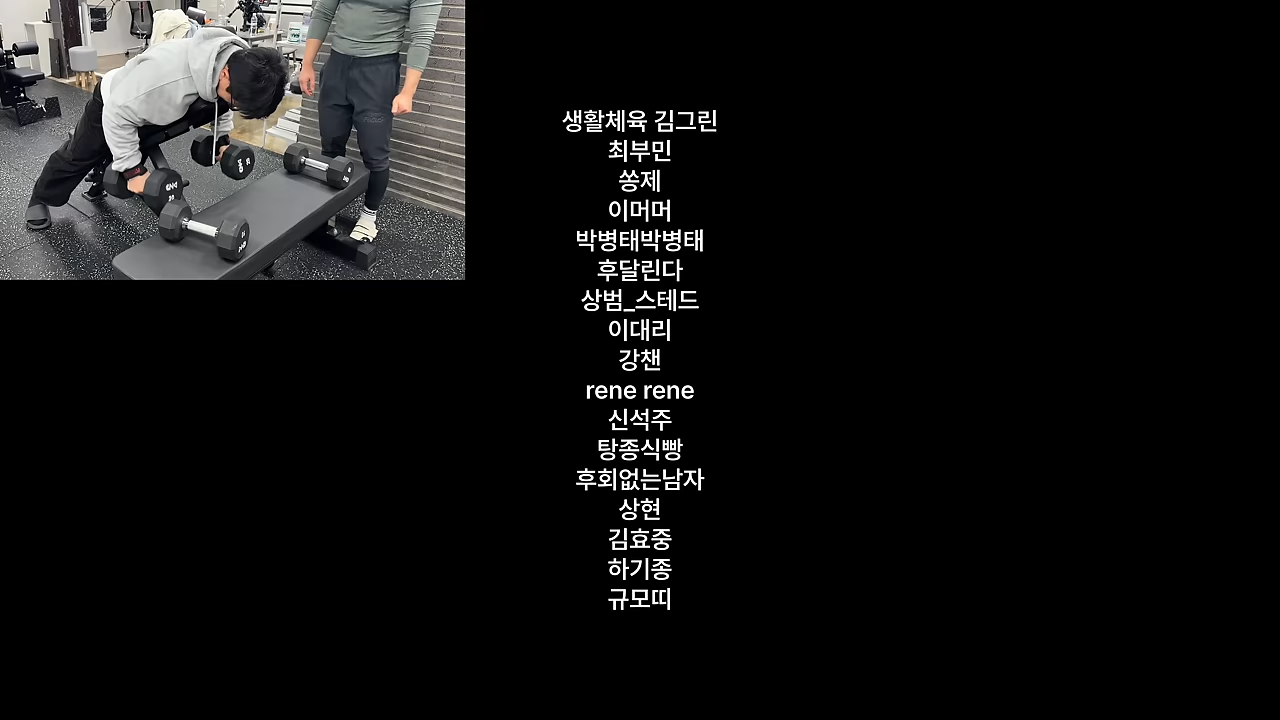 생활체육 김그린
최부민
쏭제
이머머
박병태박병태
후달린다
상범_스테드
이대리
강챈
rene rene
신석주
탕종식빵
후회없는남자
상현
김효중
하기종
규모띠